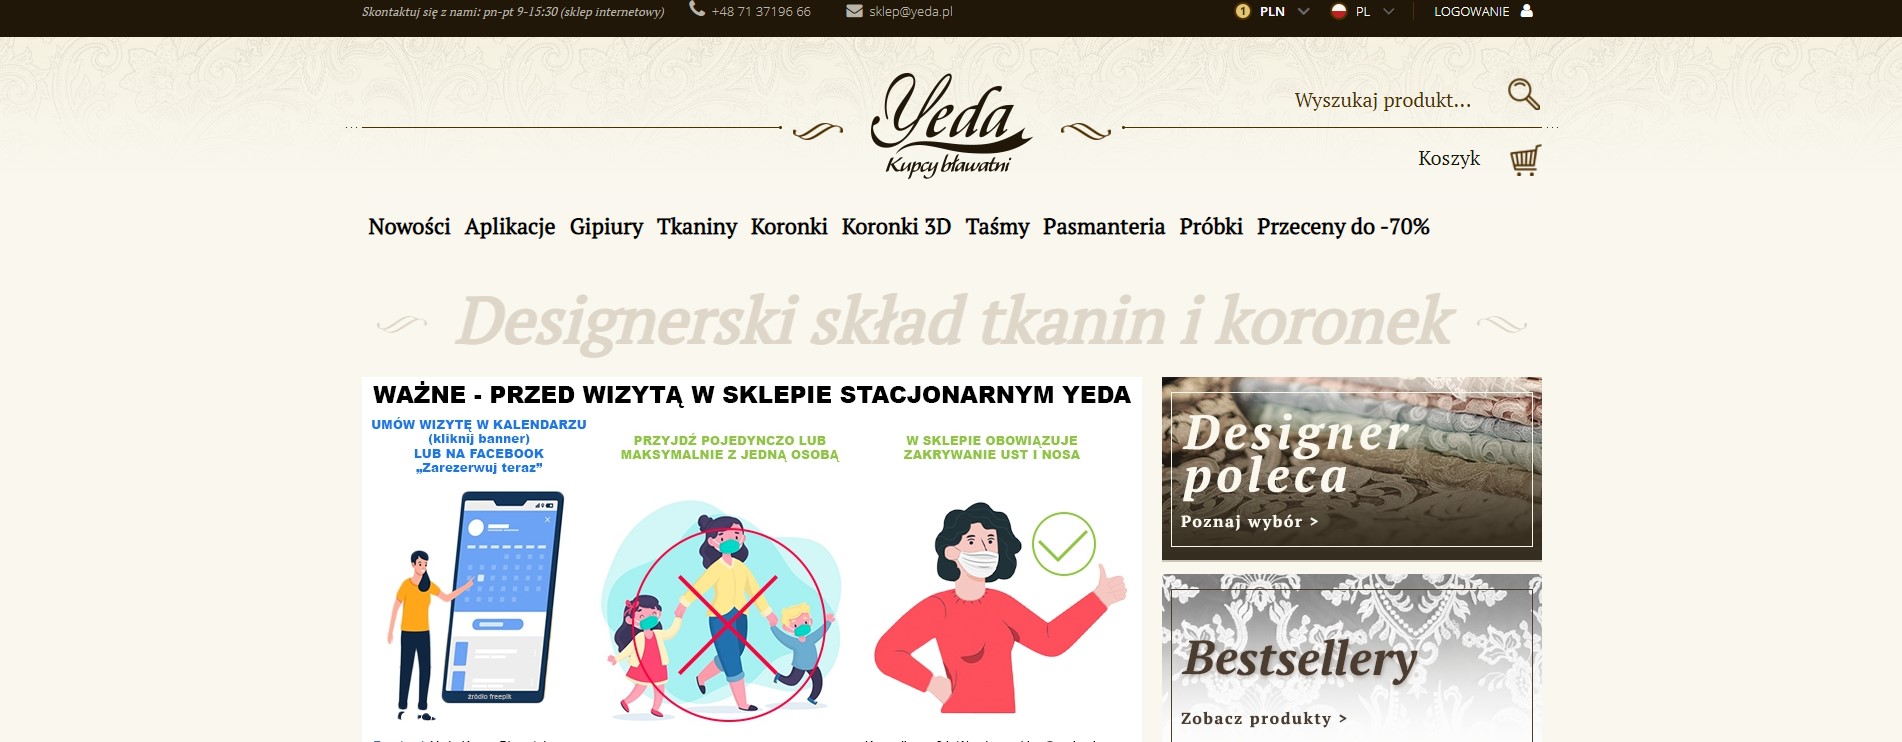 Skontaktuj się z nami: pn-pt 9-15:30 (sklep internetowy) +48 71 37196 66 sklep@yeda.pl 1 PLN PL LOGOWANIE
Yeda
Kupcy bławatni
Wyszukaj produkt...
Koszyk
Nowości Aplikacje Gipiury Tkaniny Koronki Koronki 3D Taśmy Pasmanteria Próbki Przeceny do -70%
Designerski skład tkanin i koronek
WAŻNE - PRZED WIZYTĄ W SKLEPIE STACJONARNYM YEDA
UMÓW WIZYTĘ W KALENDARZU
(kliknij banner)
LUB NA FACEBOOK
„Zarezerwuj teraz”
PRZYJDŹ POJEDYNCZO LUB
MAKSYMALNIE Z JEDNĄ OSOBĄ
W SKLEPIE OBOWIĄZUJE
ZAKRYWANIE UST I NOSA
źródło freepik
Designer
poleca
Poznaj wybór >
Bestsellery
Zobacz produkty >